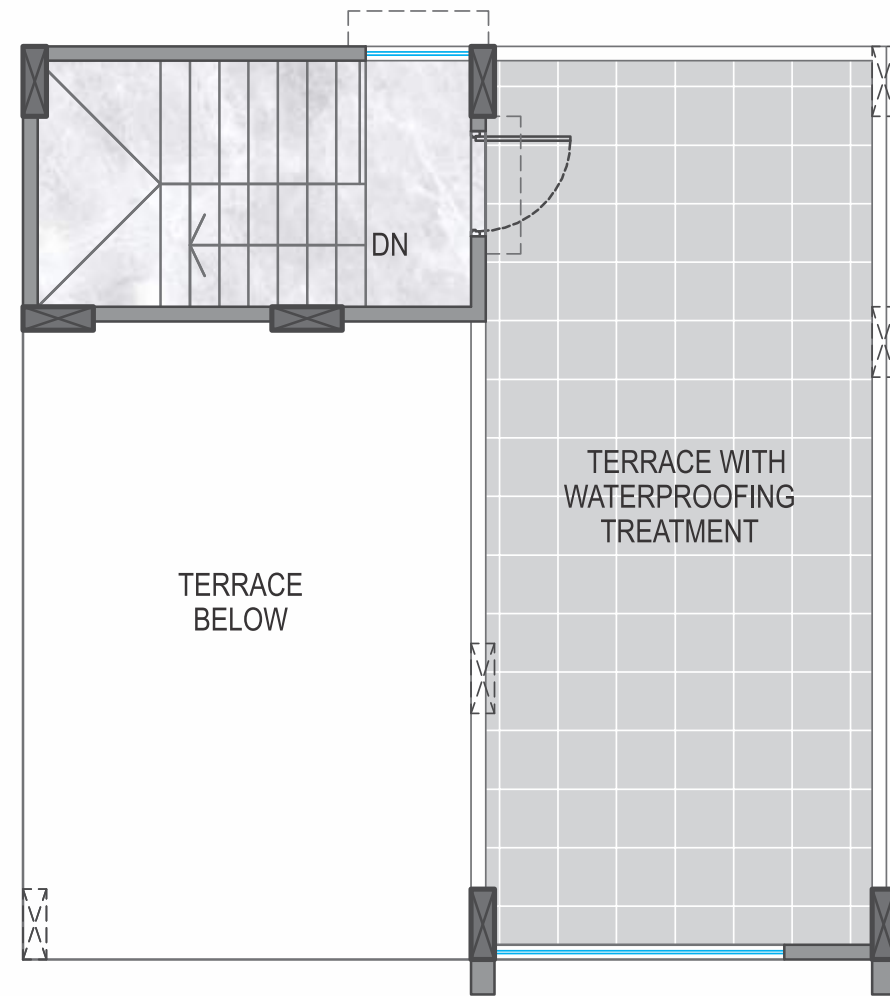 DN
TERRACE WITH
WATERPROOFING
TREATMENT
TERRACE
BELOW